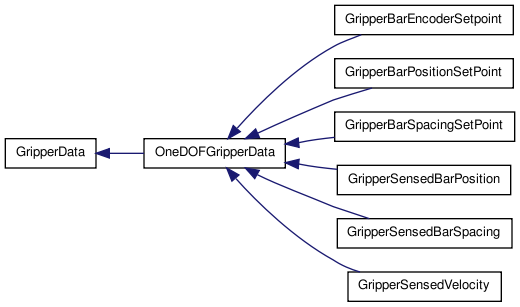 GripperBarEncoderSetpoint
GripperBarPositionSetPoint
GripperBarSpacingSetPoint
GripperData
OneDOFGripperData
GripperSensedBarPosition
GripperSensedBarSpacing
GripperSensedVelocity